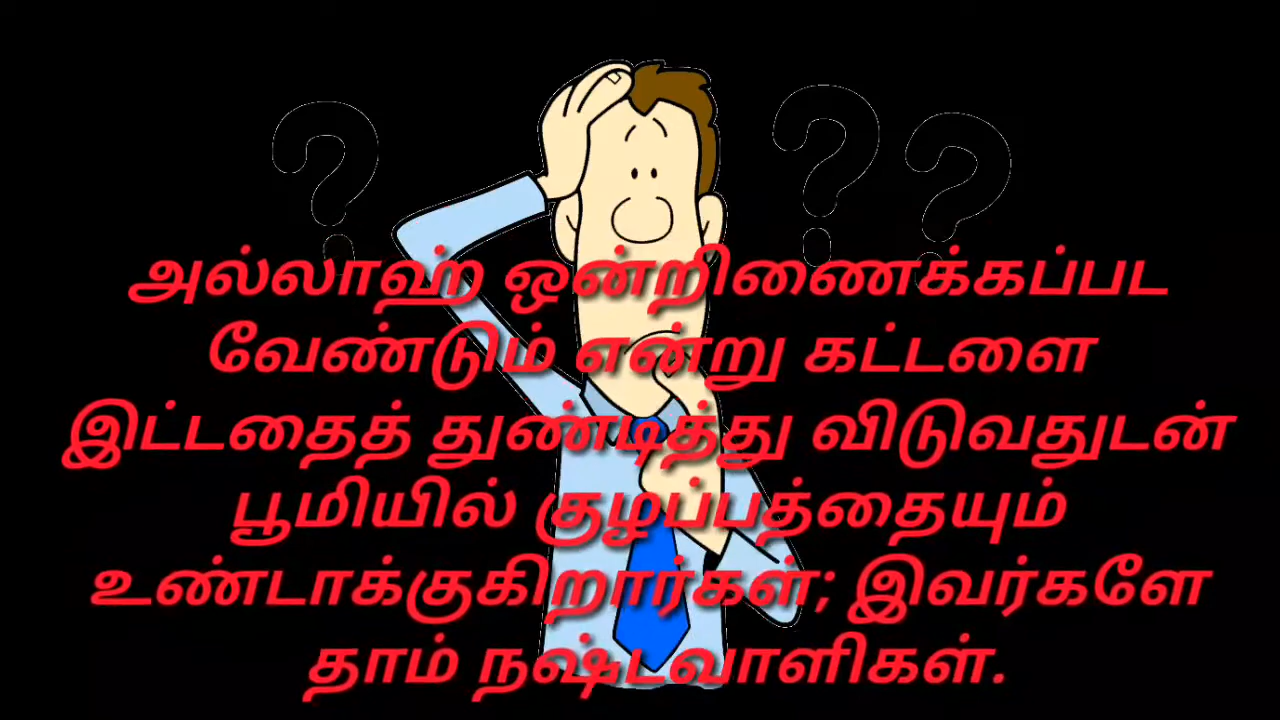 அல்லாஹ் ஒன்றிணைக்கப்பட
வேண்டும் என்று கட்டளை
இட்டதைத் துண்டித்து விடுவதுடன்
பூமியில் குழப்பத்தையும்
உண்டாக்குகிறார்கள்; இவர்களே
தாம் நஷ்டவாளிகள்.